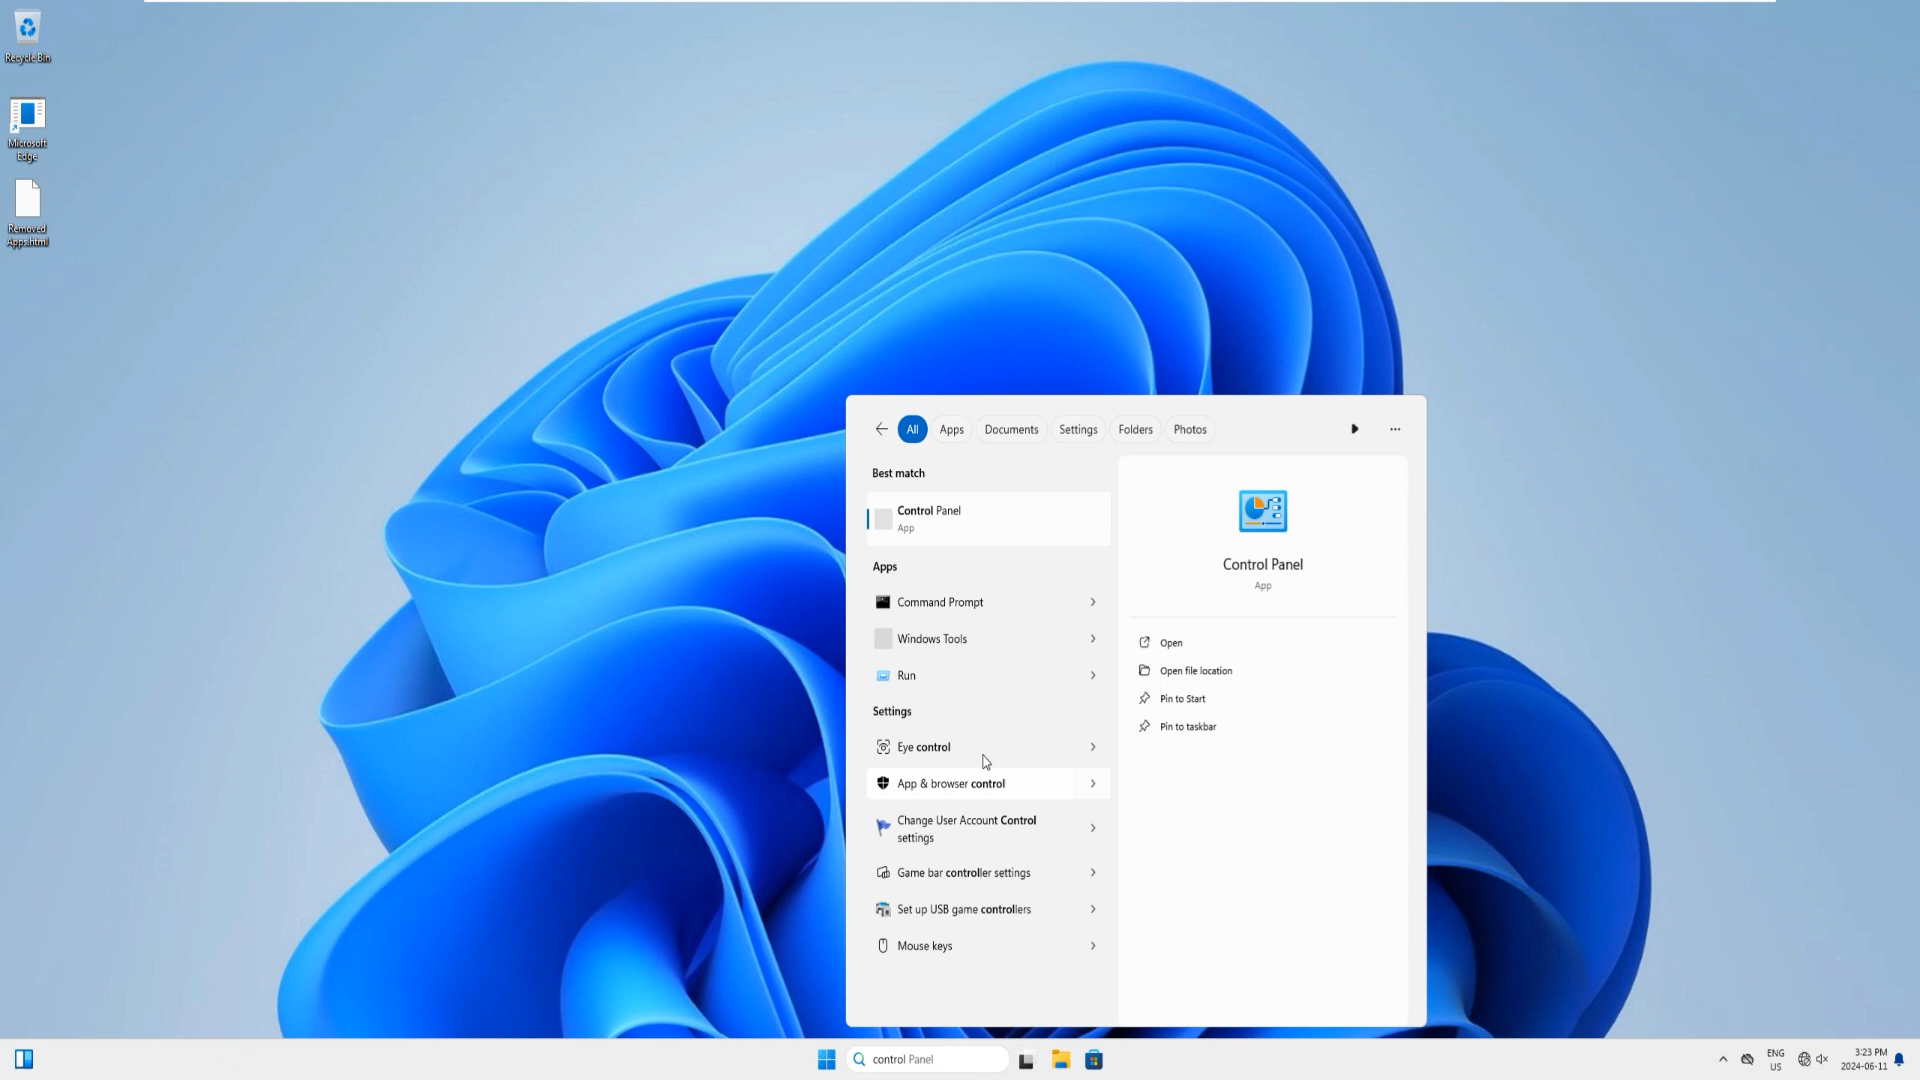 Recycle Bin
Microsoft
Edge
Removed
Apps.html
All
Apps
Documents
Settings
Folders
Photos
Best match
Control Panel
App
Apps
Command Prompt
Windows Tools
Run
Settings
Eye control
App & browser control
Change User Account Control
settings
Game bar controller settings
Set up USB game controllers
Mouse keys
Control Panel
App
Open
Open file location
Pin to Start
Pin to taskbar
control Panel
ENG
US
3:23 PM
2024-06-11